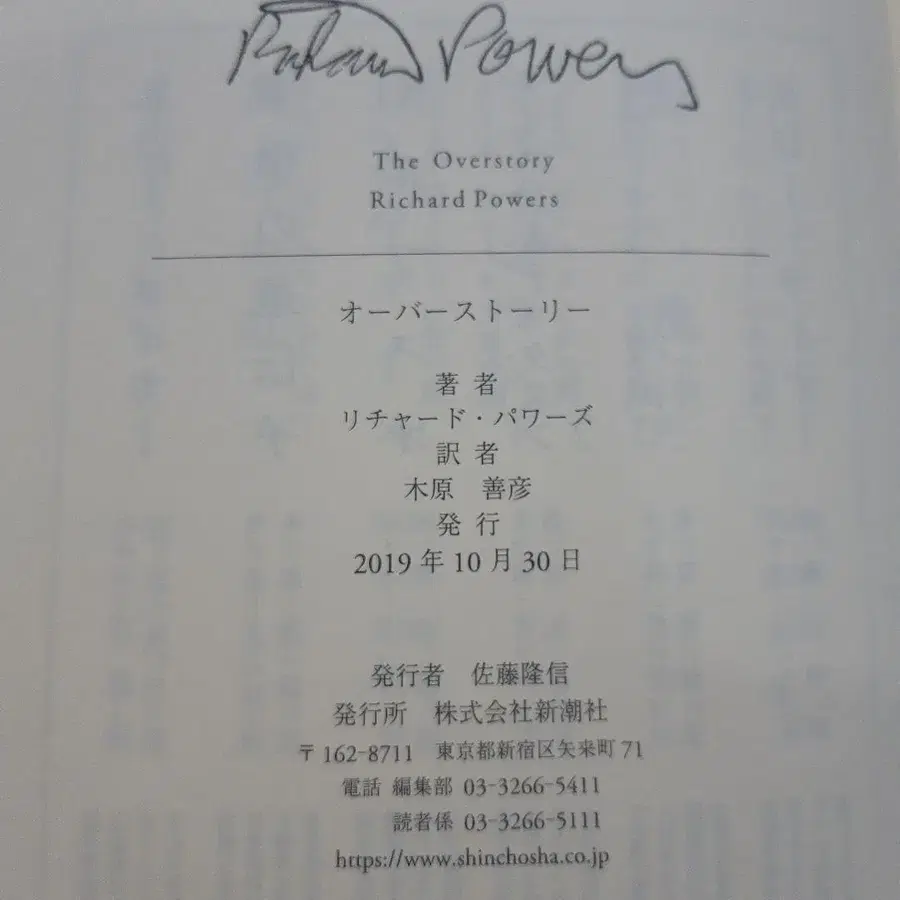 Richard Powers
The Overstory
Richard Powers
オーバーストーリー
著者
リチャード・パワーズ
訳者
木原 善彦
発行
2019年10月30日
発行者 佐藤隆信
発行所 株式会社新潮社
〒162-8711 東京都新宿区矢来町71
電話 編集部 03-3266-5411
読者係 03-3266-5111
https://www.shinchosha.co.jp